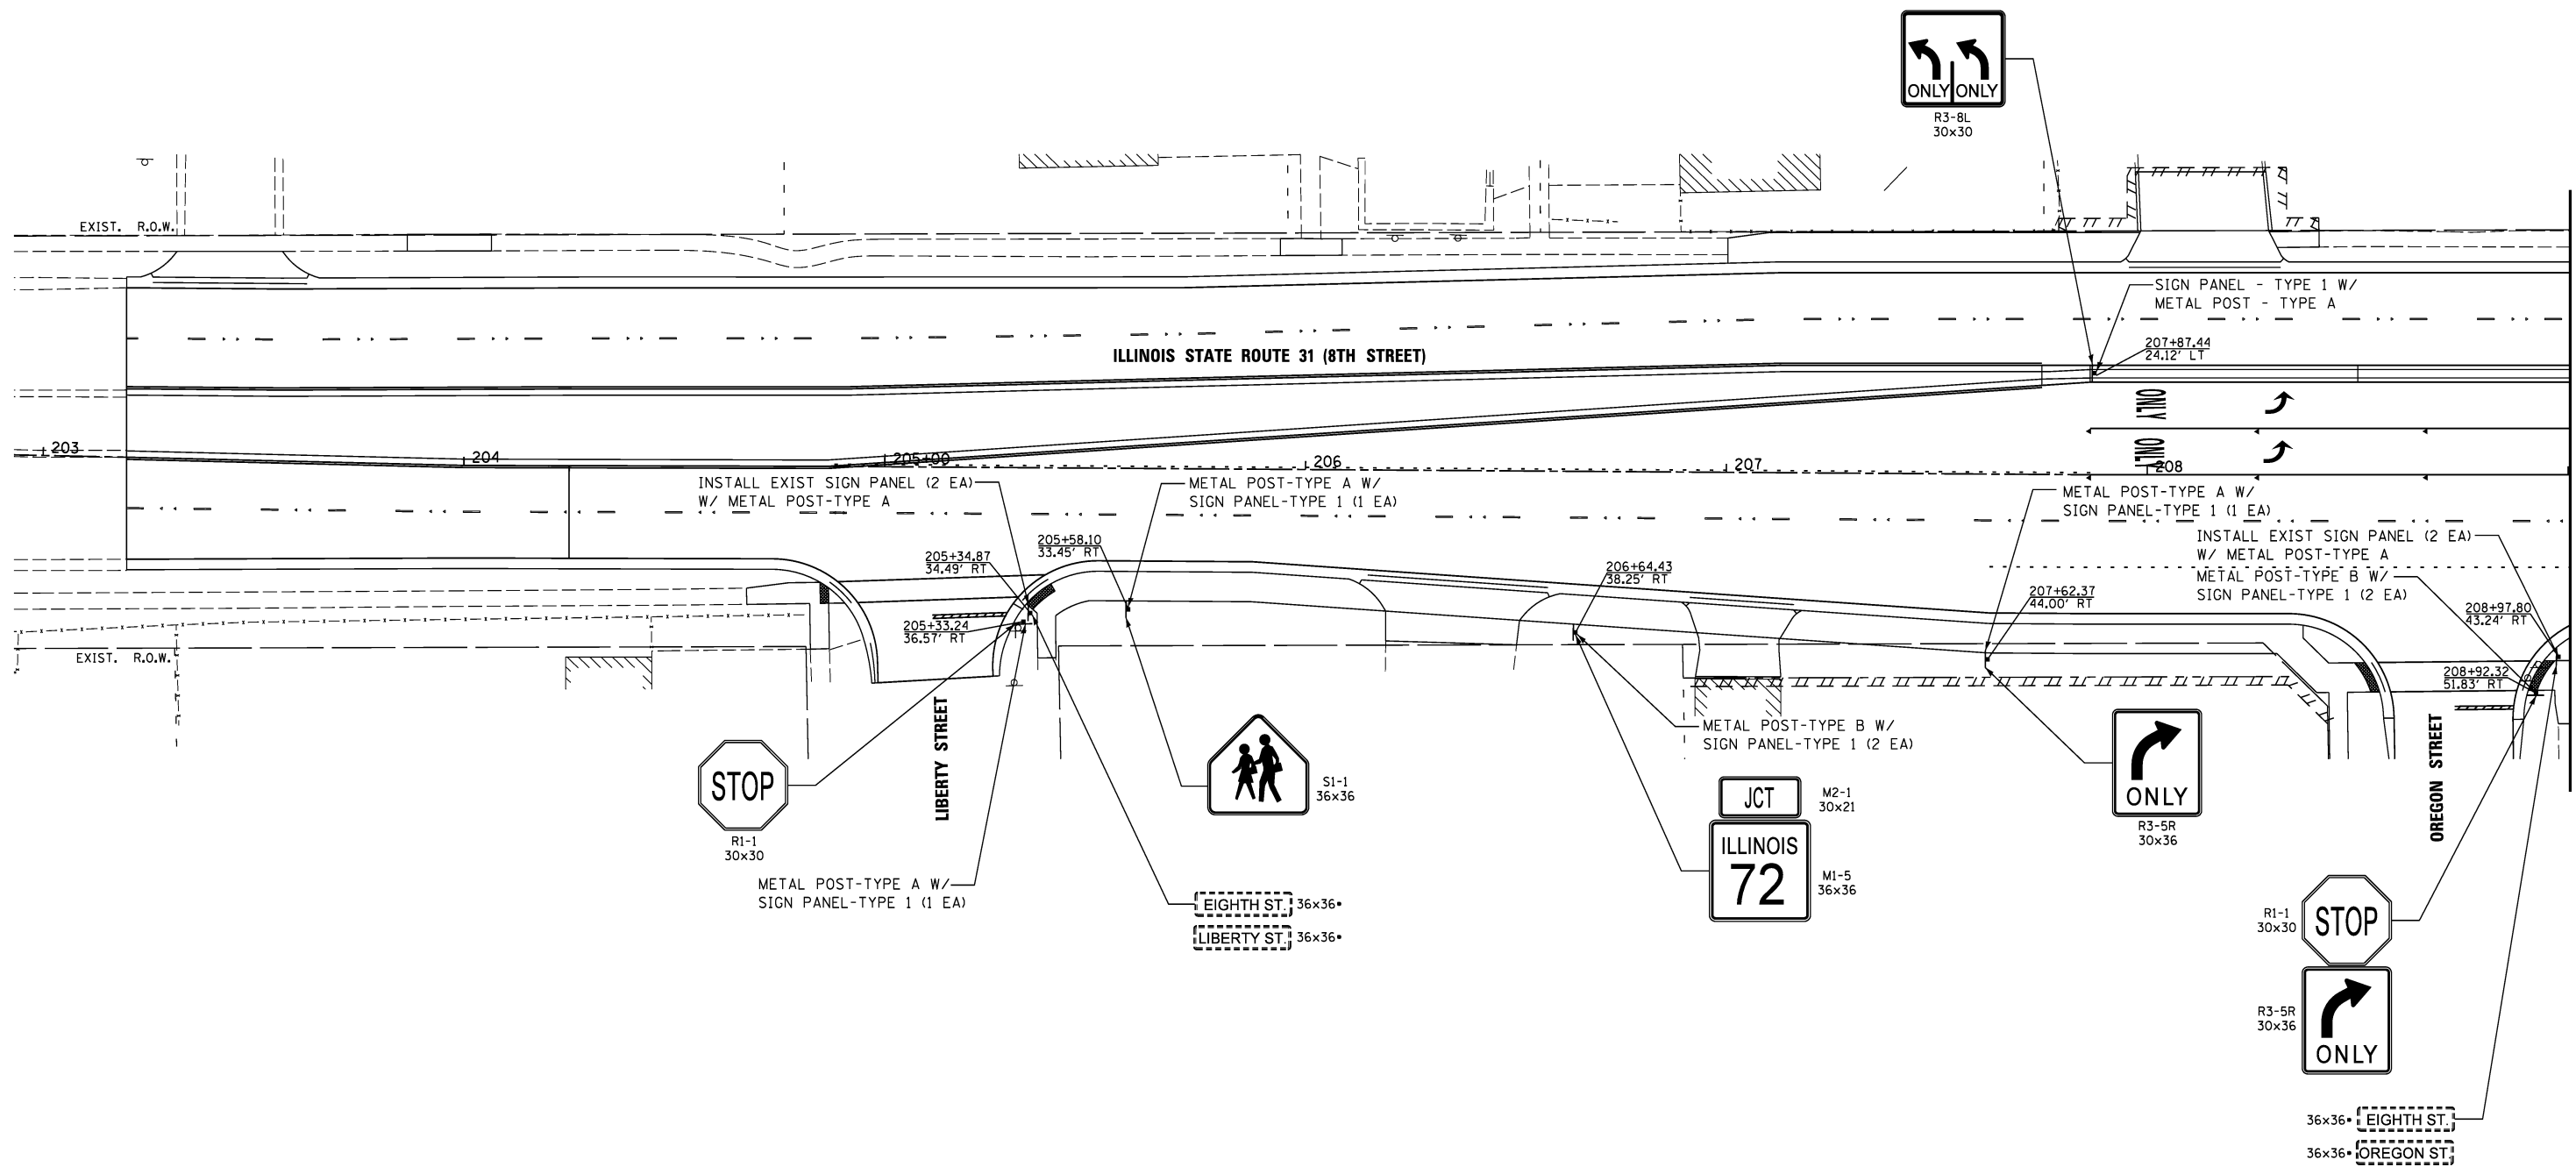 ONLY ONLY
R3-8L
30x30
EXIST. R.O.W.
SIGN PANEL - TYPE 1 W/
METAL POST - TYPE A
ILLINOIS STATE ROUTE 31 (8TH STREET)
207+87.44
24.12' LT
ONLY
ONLY
203
204
205+00
206
207
208
INSTALL EXIST SIGN PANEL (2 EA)
W/ METAL POST-TYPE A
METAL POST-TYPE A W/
SIGN PANEL-TYPE 1 (1 EA)
METAL POST-TYPE A W/
SIGN PANEL-TYPE 1 (1 EA)
INSTALL EXIST SIGN PANEL (2 EA)
W/ METAL POST-TYPE A
METAL POST-TYPE B W/
SIGN PANEL-TYPE 1 (2 EA)
205+34.87
34.49' RT
205+58.10
33.45' RT
206+64.43
38.25' RT
207+62.37
44.00' RT
208+97.80
43.24' RT
205+33.24
36.57' RT
208+92.32
51.83' RT
EXIST. R.O.W.
LIBERTY STREET
OREGON STREET
METAL POST-TYPE B W/
SIGN PANEL-TYPE 1 (2 EA)
STOP
R1-1
30x30
S1-1
36x36
JCT
M2-1
30x21
ILLINOIS
72
M1-5
36x36
ONLY
R3-5R
30x36
METAL POST-TYPE A W/
SIGN PANEL-TYPE 1 (1 EA)
EIGHTH ST. 36x36•
LIBERTY ST. 36x36•
R1-1
30x30
STOP
R3-5R
30x36
ONLY
36x36• EIGHTH ST.
36x36• OREGON ST.